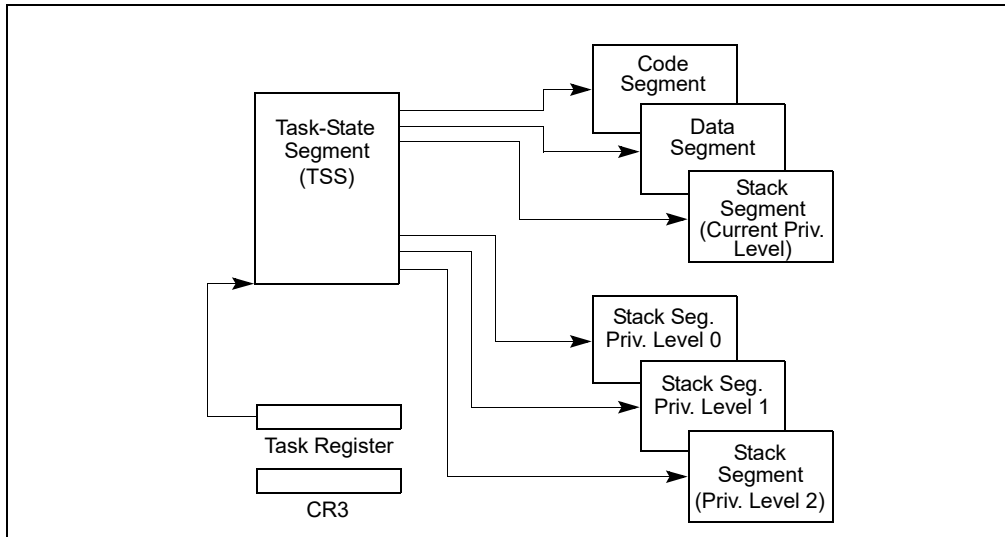 Task-State
Segment
(TSS)
Code
Segment
Data
Segment
Stack
Segment
(Current Priv.
Level)
Stack Seg.
Priv. Level 0
Stack Seg.
Priv. Level 1
Stack
Segment
(Priv. Level 2)
Task Register
CR3